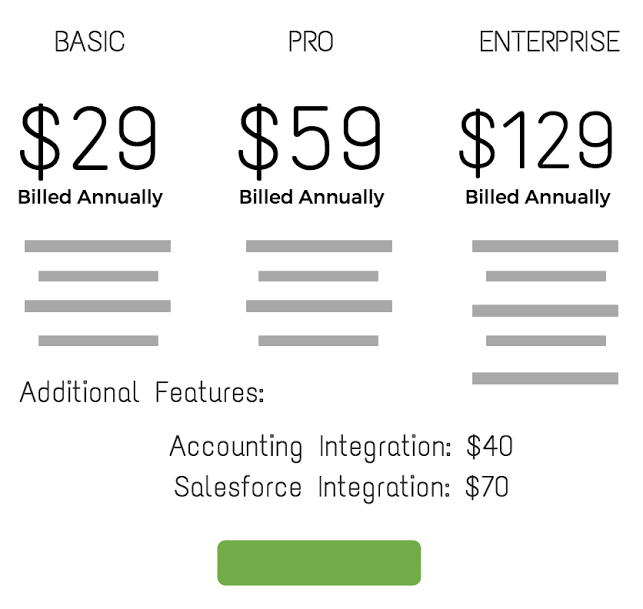 BASIC PRO ENTERPRISE
$29 $59 $129
Billed Annually Billed Annually Billed Annually
Additional Features:
Accounting Integration: $40
Salesforce Integration: $70